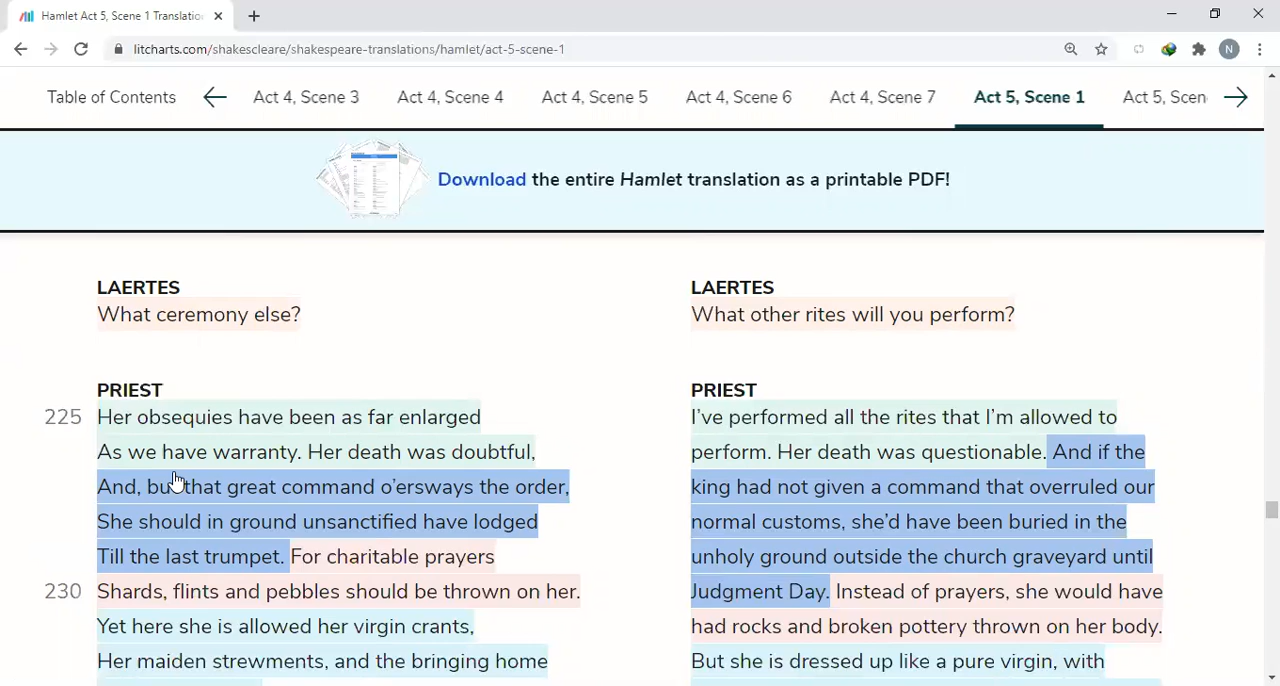 Hamlet Act 5, Scene 1 Translatio
litcharts.com/shakescleare/shakespeare-translations/hamlet/act-5-scene-1
N
Table of Contents
Act 4, Scene 3
Act 4, Scene 4
Act 4, Scene 5
Act 4, Scene 6
Act 4, Scene 7
Act 5, Scene 1
Act 5, Scen
Download the entire Hamlet translation as a printable PDF!
LAERTES
What ceremony else?
PRIEST
225 Her obsequies have been as far enlarged
As we have warranty. Her death was doubtful,
And, but that great command o'ersways the order,
She should in ground unsanctified have lodged
Till the last trumpet. For charitable prayers
230 Shards, flints and pebbles should be thrown on her.
Yet here she is allowed her virgin crants,
Her maiden strewments, and the bringing home
LAERTES
What other rites will you perform?
PRIEST
I've performed all the rites that I'm allowed to
perform. Her death was questionable. And if the
king had not given a command that overruled our
normal customs, she'd have been buried in the
unholy ground outside the church graveyard until
Judgment Day. Instead of prayers, she would have
had rocks and broken pottery thrown on her body.
But she is dressed up like a pure virgin, with